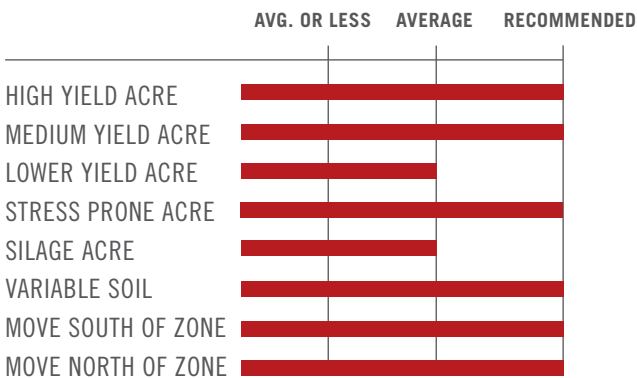 AVG. OR LESS AVERAGE RECOMMENDED
HIGH YIELD ACRE
MEDIUM YIELD ACRE
LOWER YIELD ACRE
STRESS PRONE ACRE
SILAGE ACRE
VARIABLE SOIL
MOVE SOUTH OF ZONE
MOVE NORTH OF ZONE